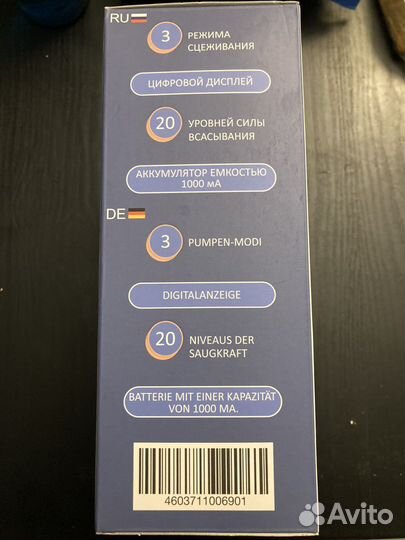 RU
3 РЕЖИМА
СЦЕЖИВАНИЯ
ЦИФРОВОЙ ДИСПЛЕЙ
20 УРОВНЕЙ СИЛЫ
ВСАСЫВАНИЯ
АККУМУЛЯТОР ЕМКОСТЬЮ
1000 мА
DE
3 PUMPEN-MODI
DIGITALANZEIGE
20 NIVEAUS DER
SAUGKRAFT
BATTERIE MIT EINER KAPAZITÄT
VON 1000 MA.
4603711006901
Avito